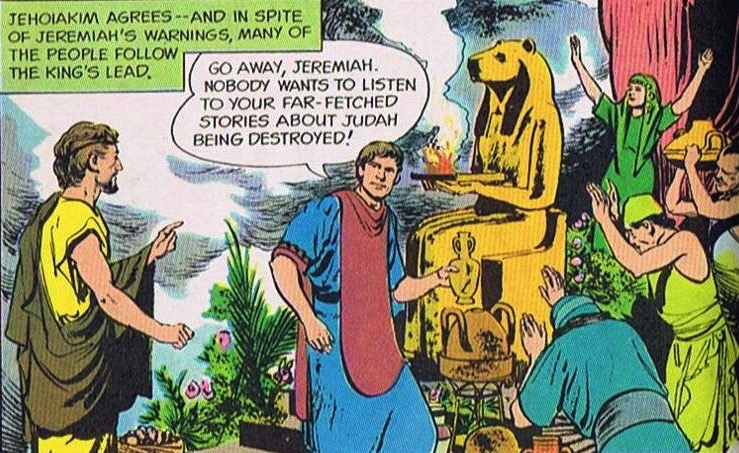 JEHOIAKIM AGREES--AND IN SPITE
OF JEREMIAH'S WARNINGS, MANY OF
THE PEOPLE FOLLOW
THE KING'S LEAD.
GO AWAY, JEREMIAH.
NOBODY WANTS TO LISTEN
TO YOUR FAR-FETCHED
STORIES ABOUT JUDAH
BEING DESTROYED!